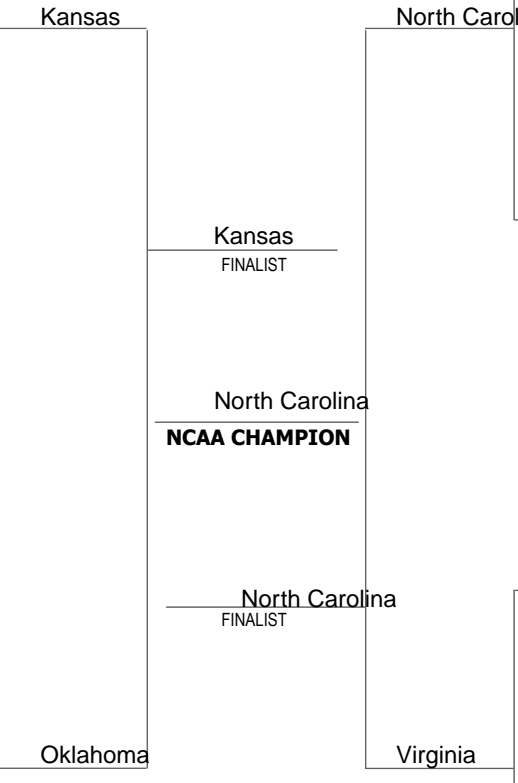 Kansas
North Carol
Kansas
FINALIST
North Carolina
NCAA CHAMPION
North Carolina
FINALIST
Oklahoma
Virginia